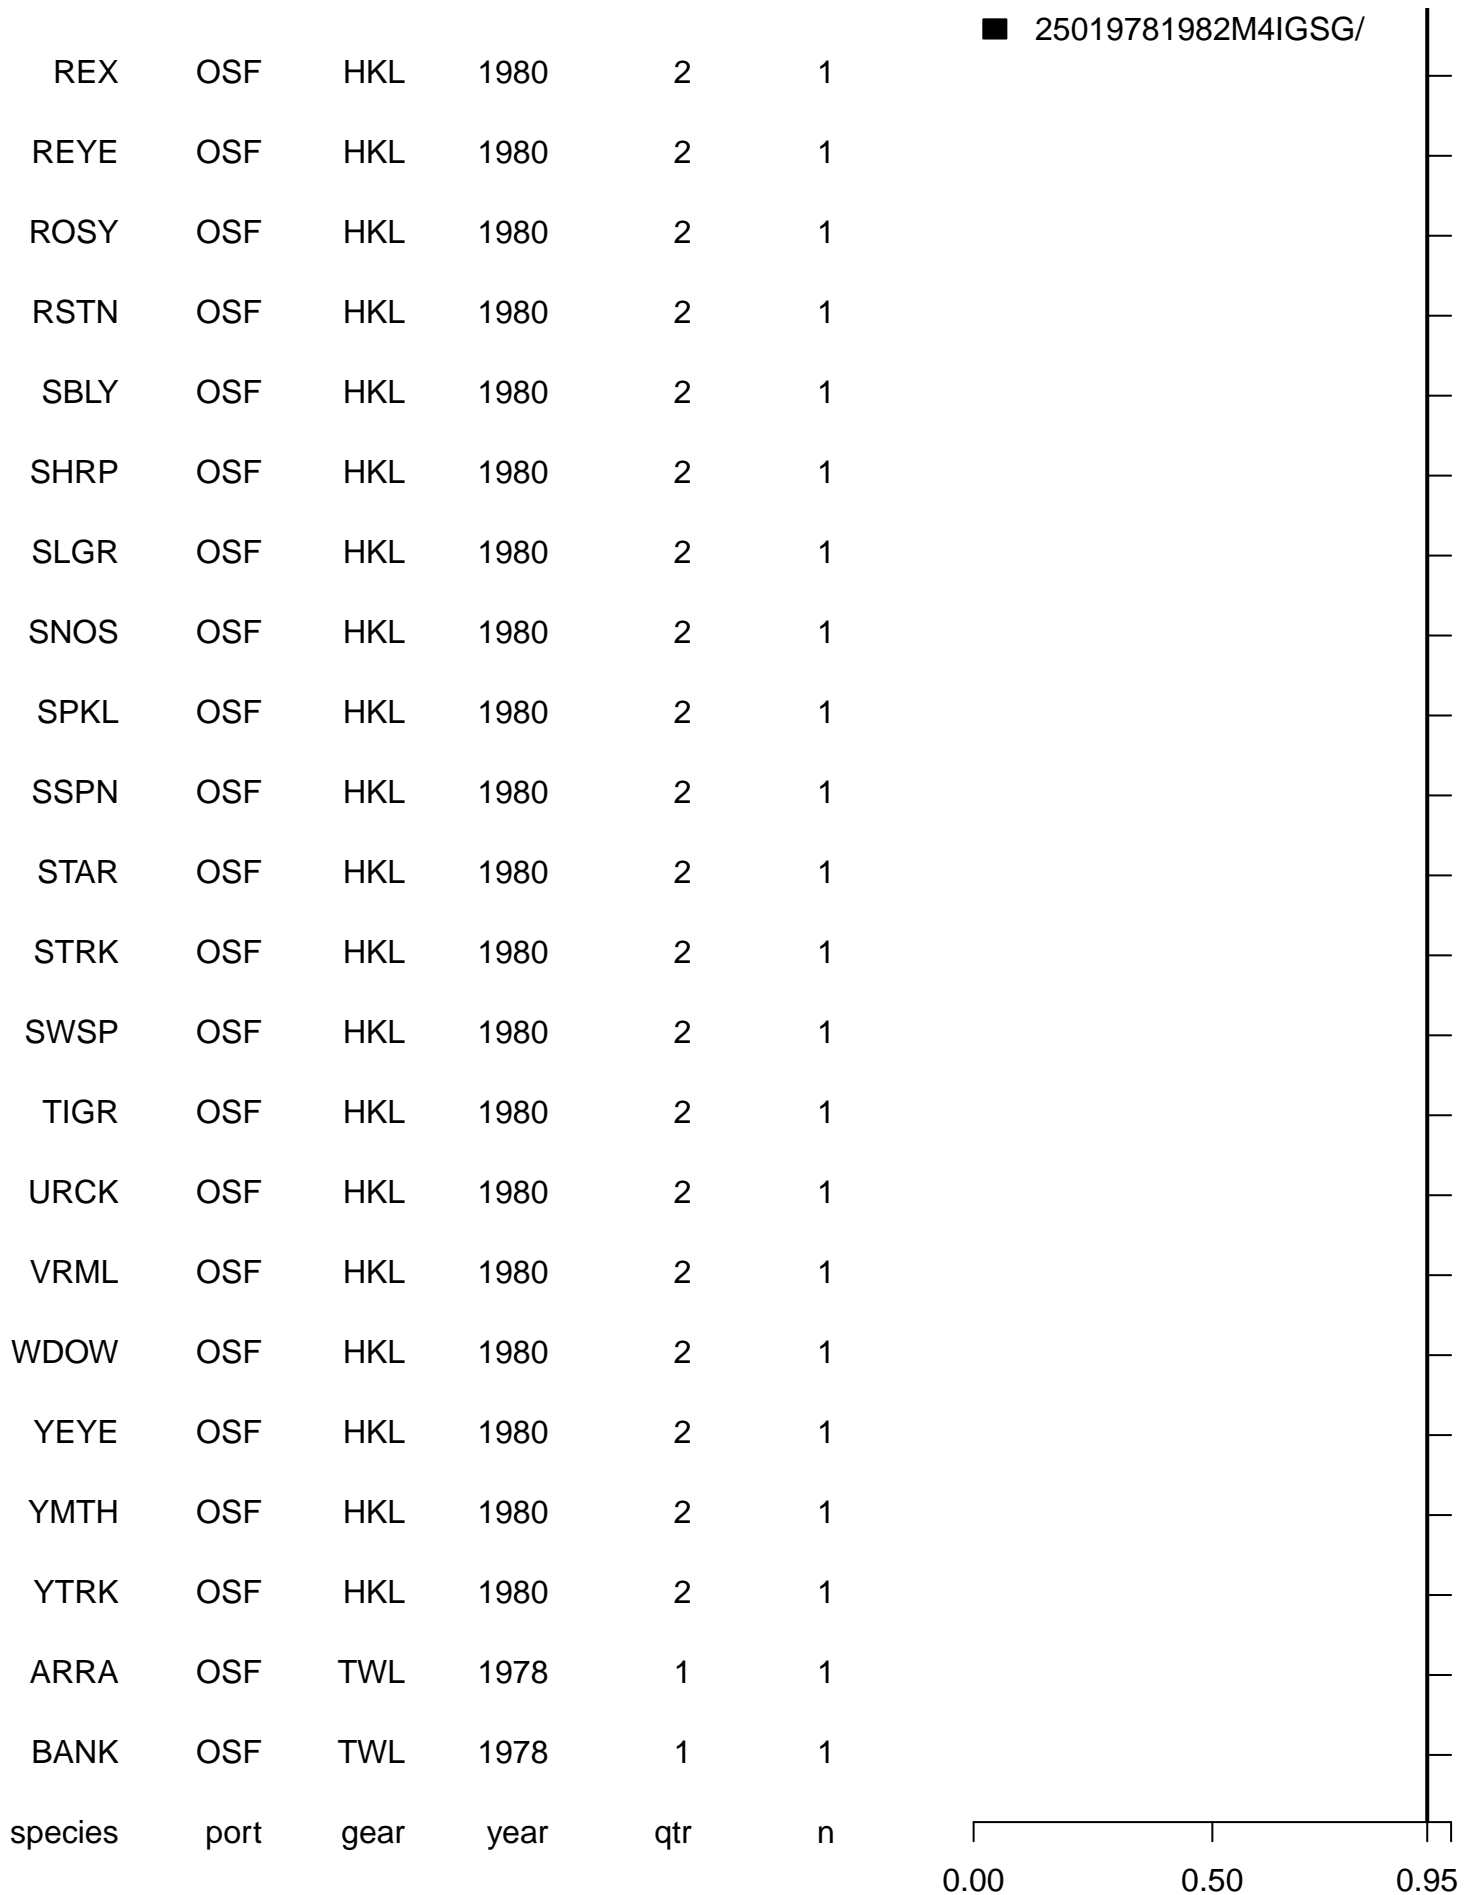 25019781982M4IGSG/
REX OSF HKL 1980 2 1
REYE OSF HKL 1980 2 1
ROSY OSF HKL 1980 2 1
RSTN OSF HKL 1980 2 1
SBLY OSF HKL 1980 2 1
SHRP OSF HKL 1980 2 1
SLGR OSF HKL 1980 2 1
SNOS OSF HKL 1980 2 1
SPKL OSF HKL 1980 2 1
SSPN OSF HKL 1980 2 1
STAR OSF HKL 1980 2 1
STRK OSF HKL 1980 2 1
SWSP OSF HKL 1980 2 1
TIGR OSF HKL 1980 2 1
URCK OSF HKL 1980 2 1
VRML OSF HKL 1980 2 1
WDOW OSF HKL 1980 2 1
YEYE OSF HKL 1980 2 1
YMTH OSF HKL 1980 2 1
YTRK OSF HKL 1980 2 1
ARRA OSF TWL 1978 1 1
BANK OSF TWL 1978 1 1
species port gear year qtr n
0.00 0.50 0.95